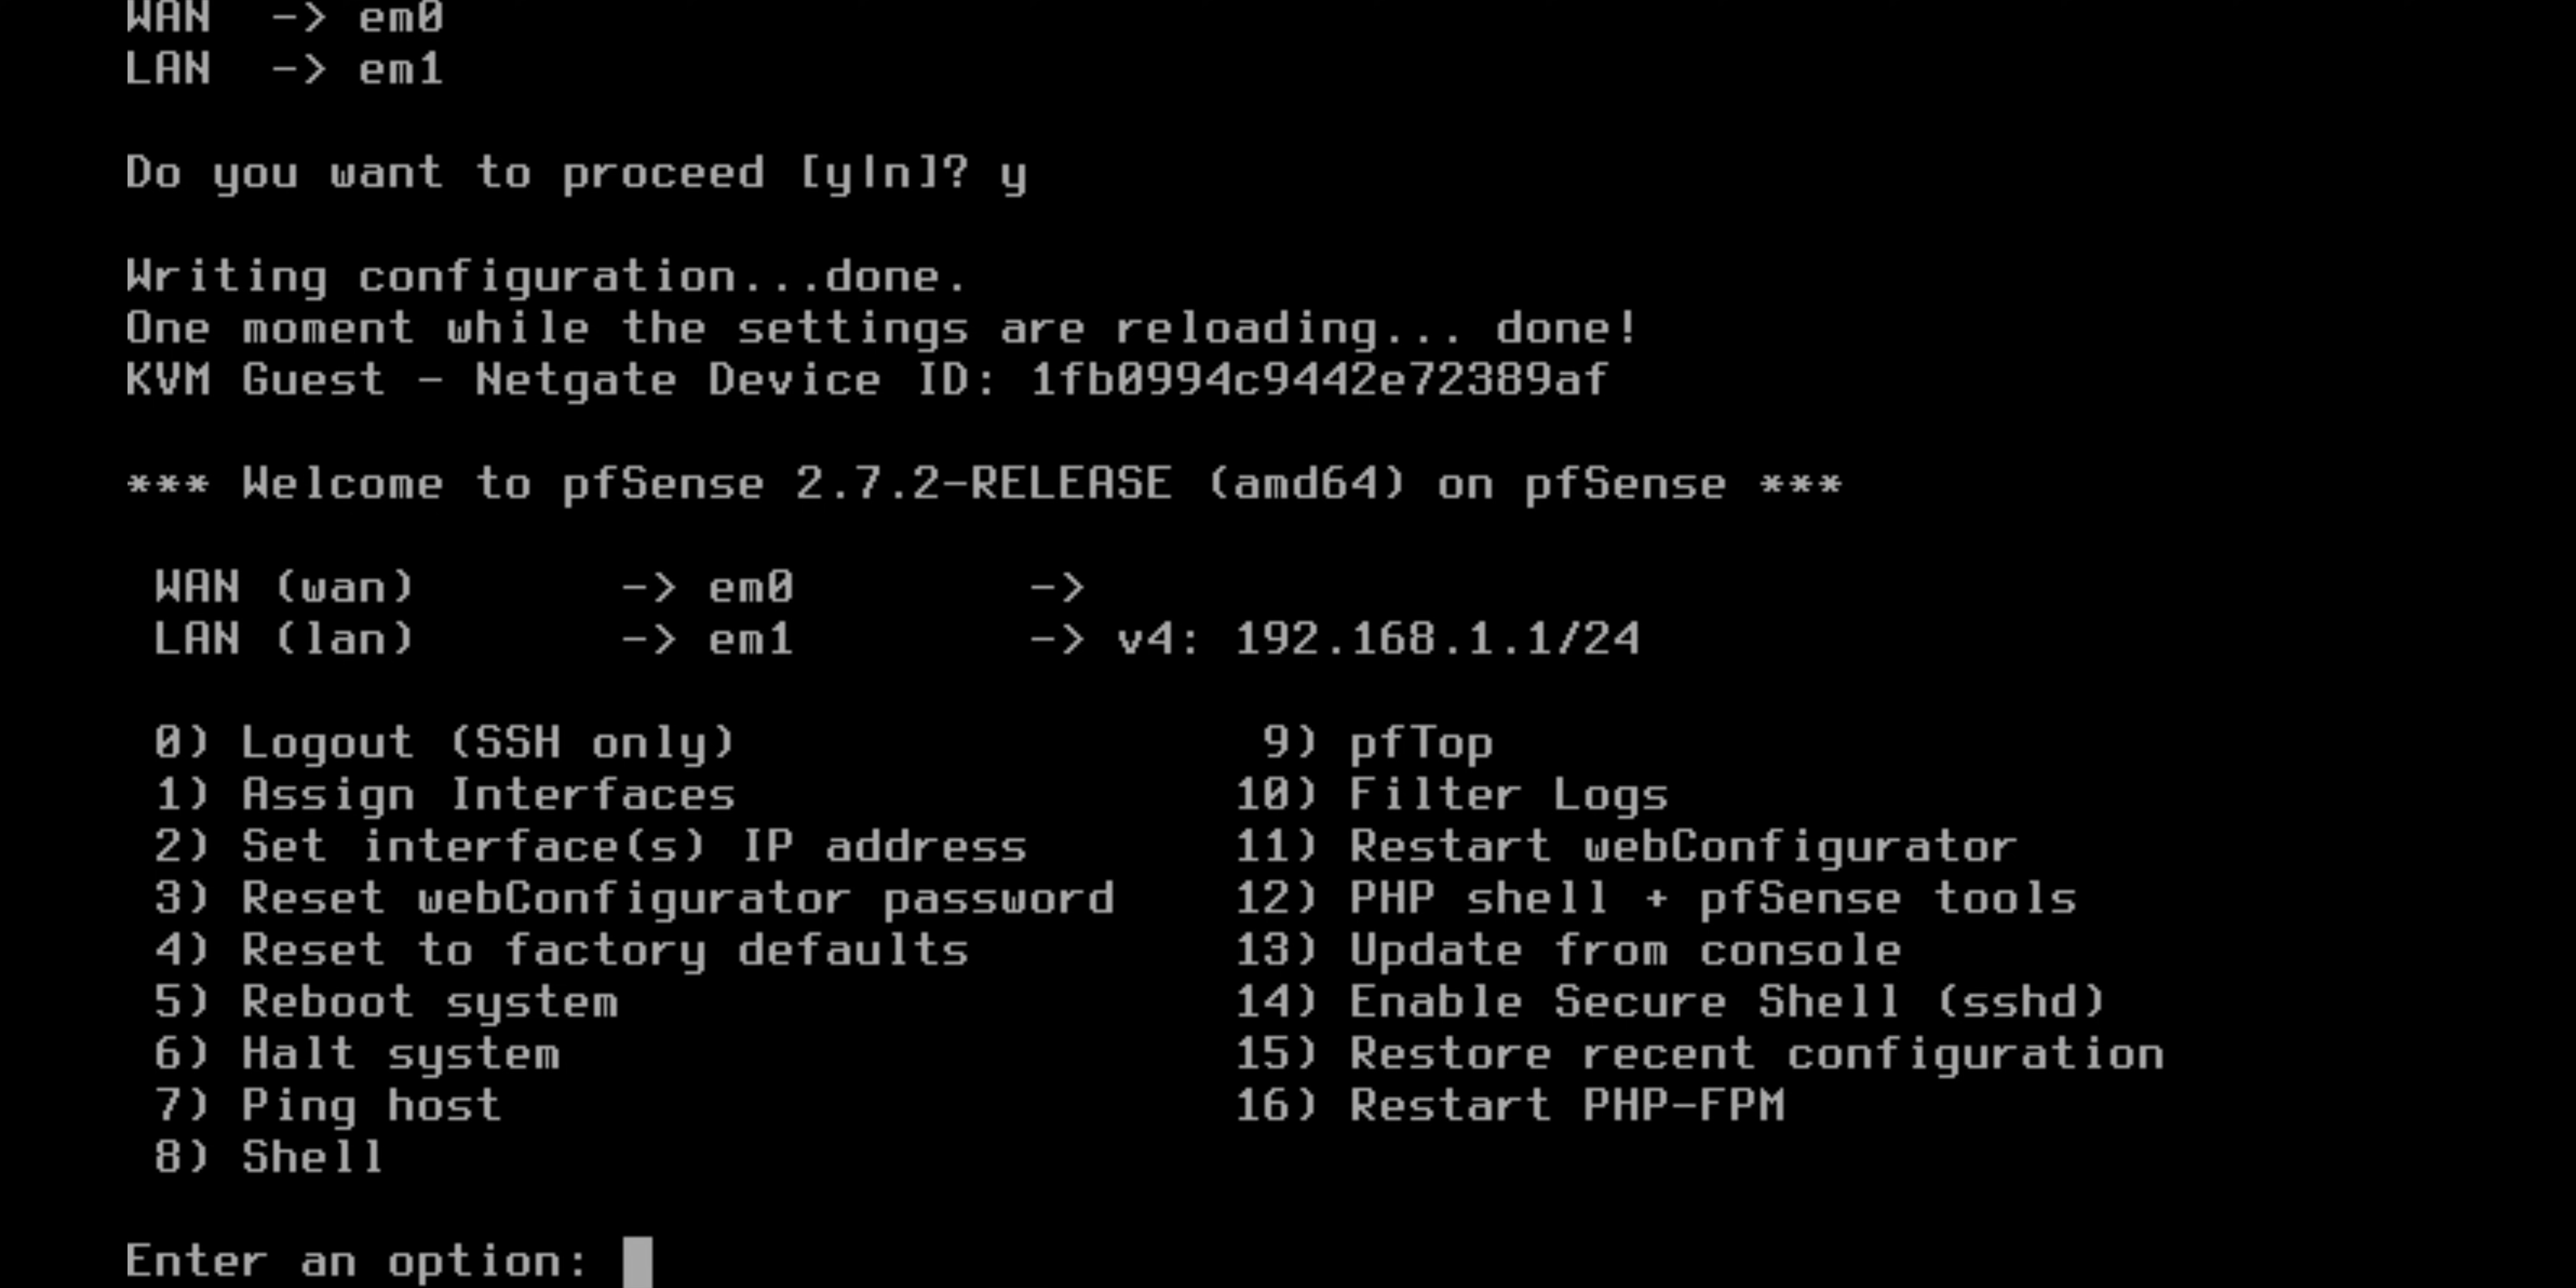 WAN -> em0
LAN -> em1
Do you want to proceed [y|n]? y
Writing configuration...done.
One moment while the settings are reloading... done!
KVM Guest - Netgate Device ID: 1fb0994c9442e72389af
*** Welcome to pfSense 2.7.2-RELEASE (amd64) on pfSense ***
WAN (wan) -> em0 ->
LAN (lan) -> em1 -> v4: 192.168.1.1/24
0) Logout (SSH only) 9) pfTop
1) Assign Interfaces 10) Filter Logs
2) Set interface(s) IP address 11) Restart webConfigurator
3) Reset webConfigurator password 12) PHP shell + pfSense tools
4) Reset to factory defaults 13) Update from console
5) Reboot system 14) Enable Secure Shell (sshd)
6) Halt system 15) Restore recent configuration
7) Ping host 16) Restart PHP-FPM
8) Shell
Enter an option: